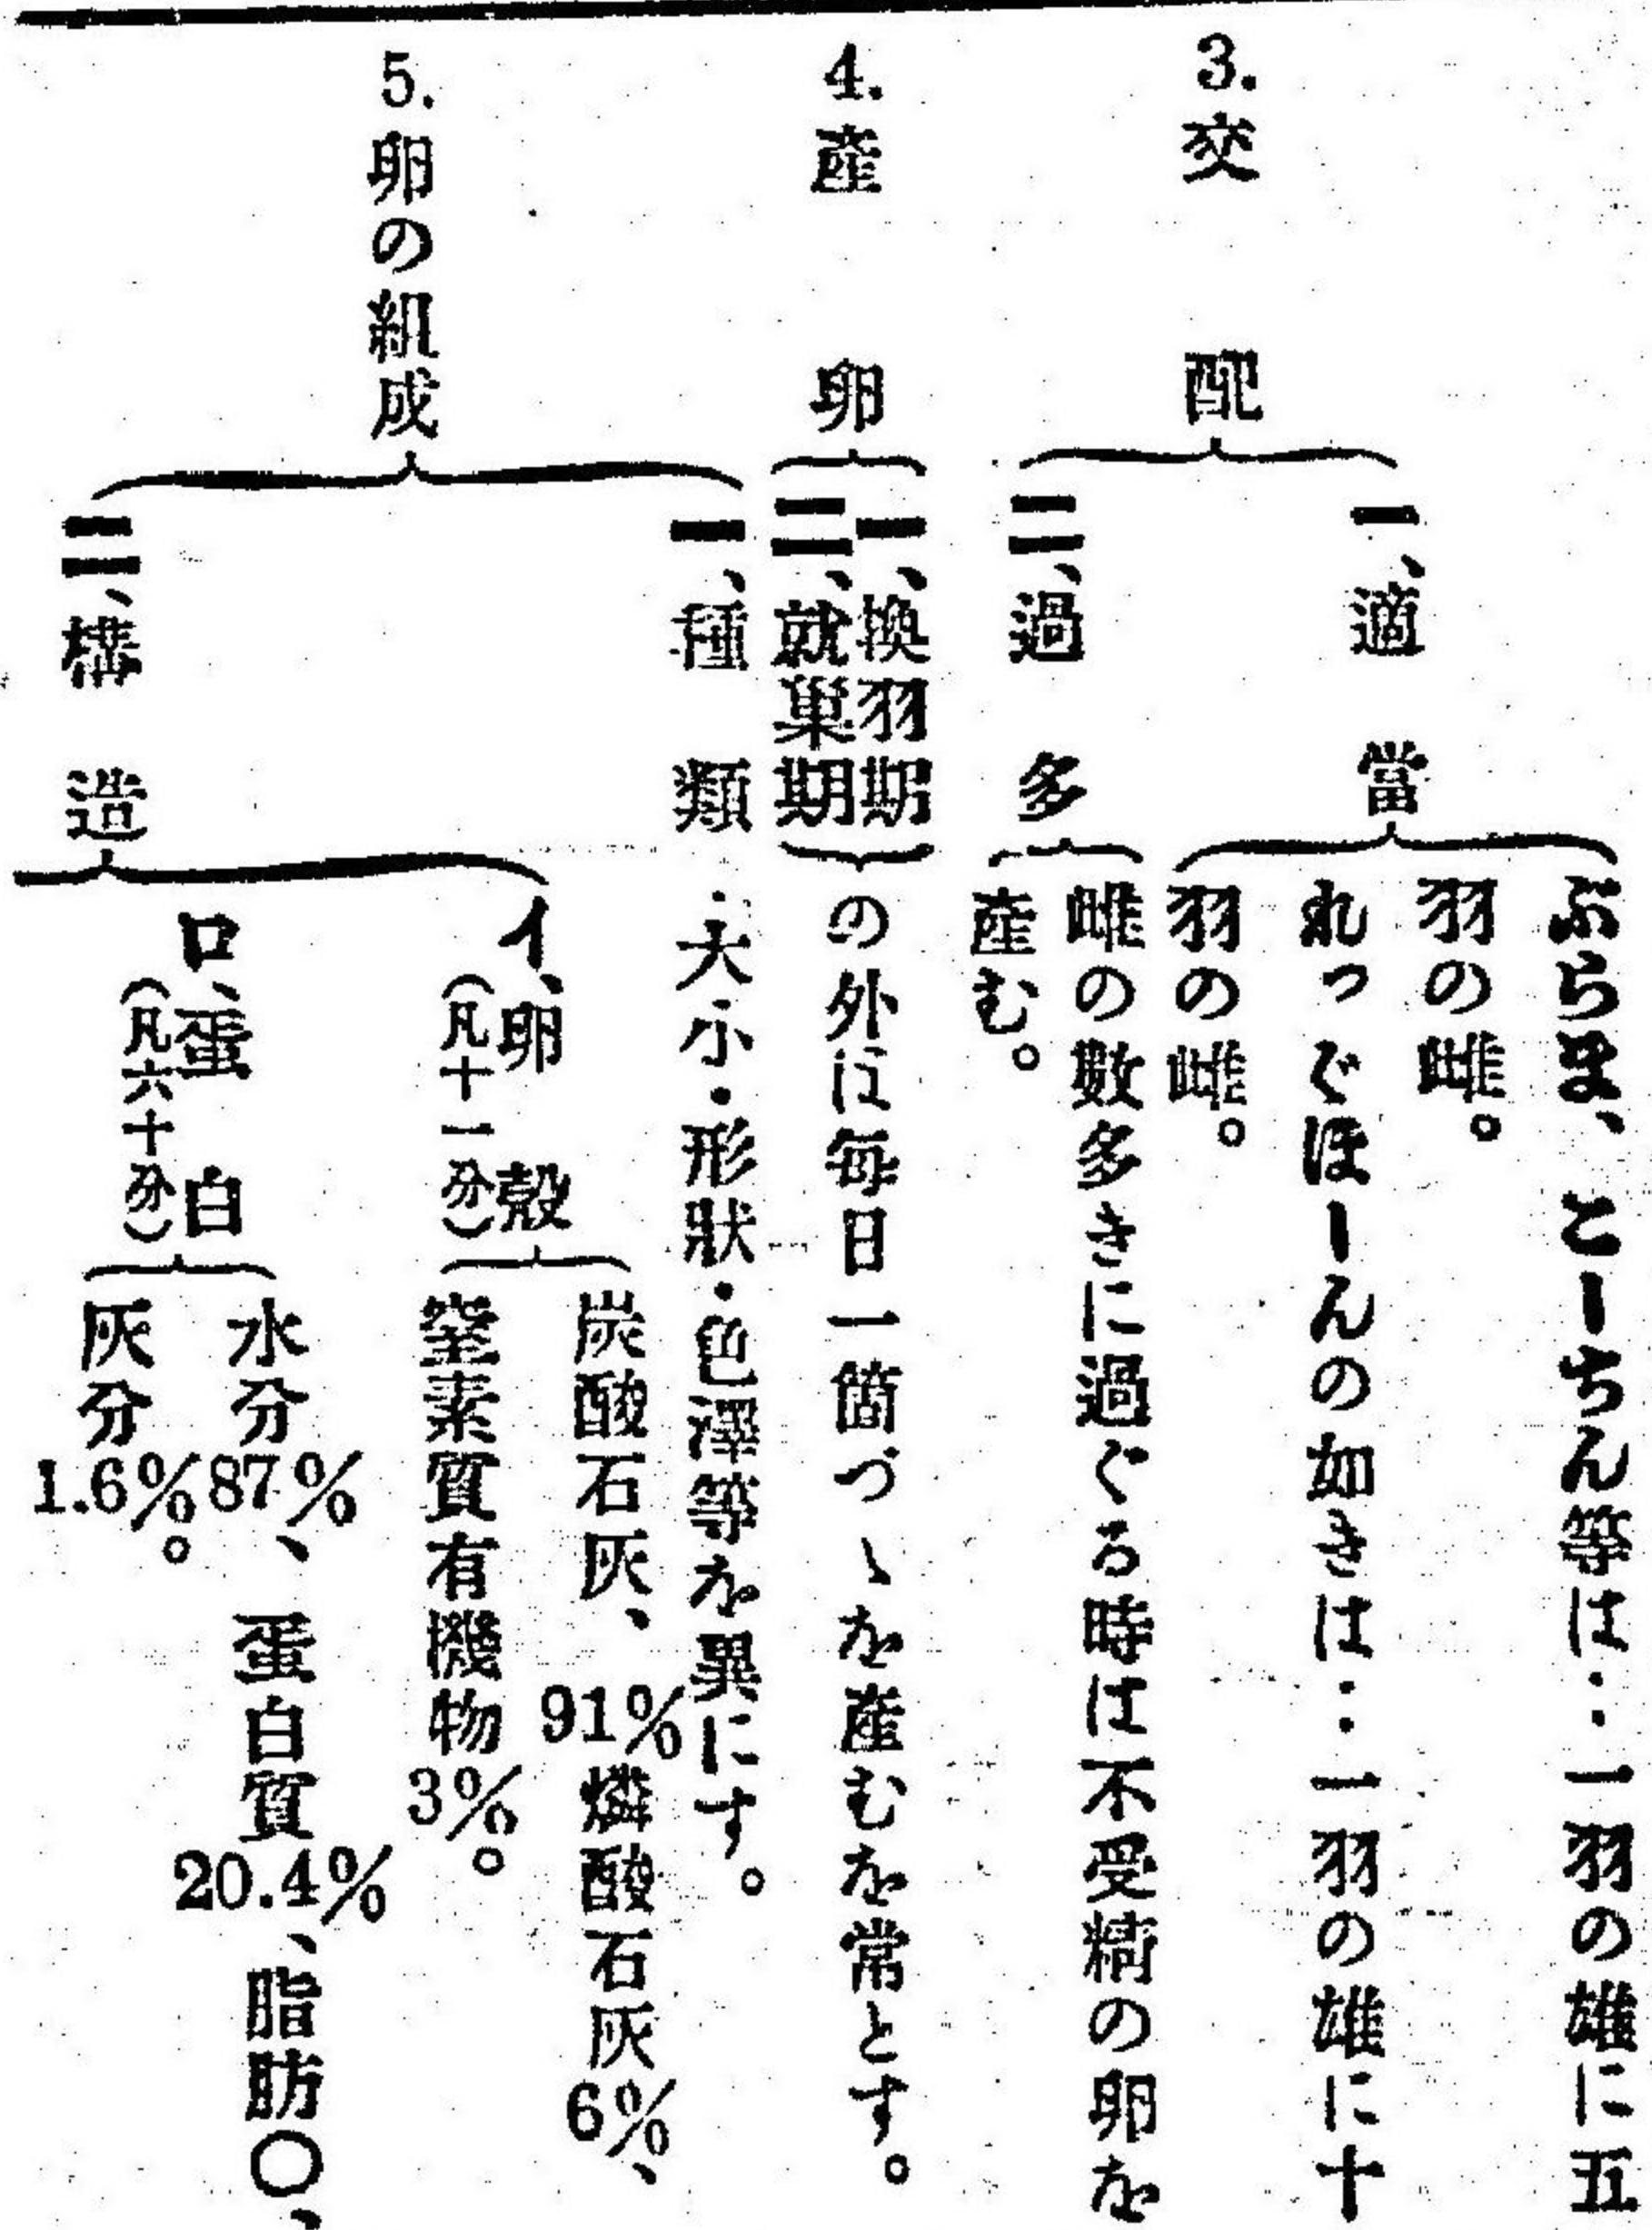 3. 交配
一、適當
ぶらま、こーちん等は‥一羽の雄に五
羽の雌。
れっぐほーんの如きは‥一羽の雄に十
羽の雌。
二、過多
雌の數多きに過ぐる時は不受精の卵を
産む。
4. 産卵
一、換羽期
二、就巢期
の外に毎日一箇づゝを産むを常とす。
5. 卵の組成
一、種類
・大小・形狀・色澤等を異にす。
二、構造
イ、卵殼
(凡十一分)
炭酸石灰、91%燐酸石灰6%、
窒素質有機物3%。
ロ、蛋白
(凡六十分)
水分87%、蛋白質20.4%、脂肪〇、
灰分1.6%。